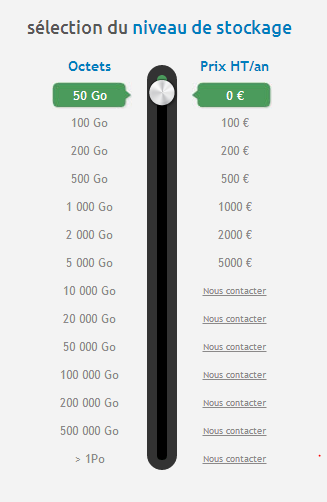 sélection du niveau de stockage
Octets Prix HT/an
50 Go 0 €
100 Go 100 €
200 Go 200 €
500 Go 500 €
1 000 Go 1000 €
2 000 Go 2000 €
5 000 Go 5000 €
10 000 Go Nous contacter
20 000 Go Nous contacter
50 000 Go Nous contacter
100 000 Go Nous contacter
200 000 Go Nous contacter
500 000 Go Nous contacter
> 1Po Nous contacter